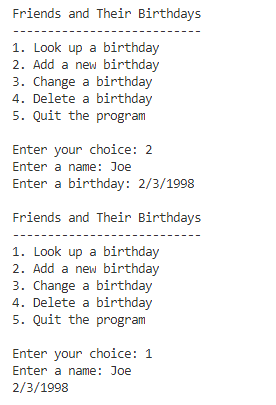 Friends and Their Birthdays
---------------------------
1. Look up a birthday
2. Add a new birthday
3. Change a birthday
4. Delete a birthday
5. Quit the program
Enter your choice: 2
Enter a name: Joe
Enter a birthday: 2/3/1998
Friends and Their Birthdays
---------------------------
1. Look up a birthday
2. Add a new birthday
3. Change a birthday
4. Delete a birthday
5. Quit the program
Enter your choice: 1
Enter a name: Joe
2/3/1998